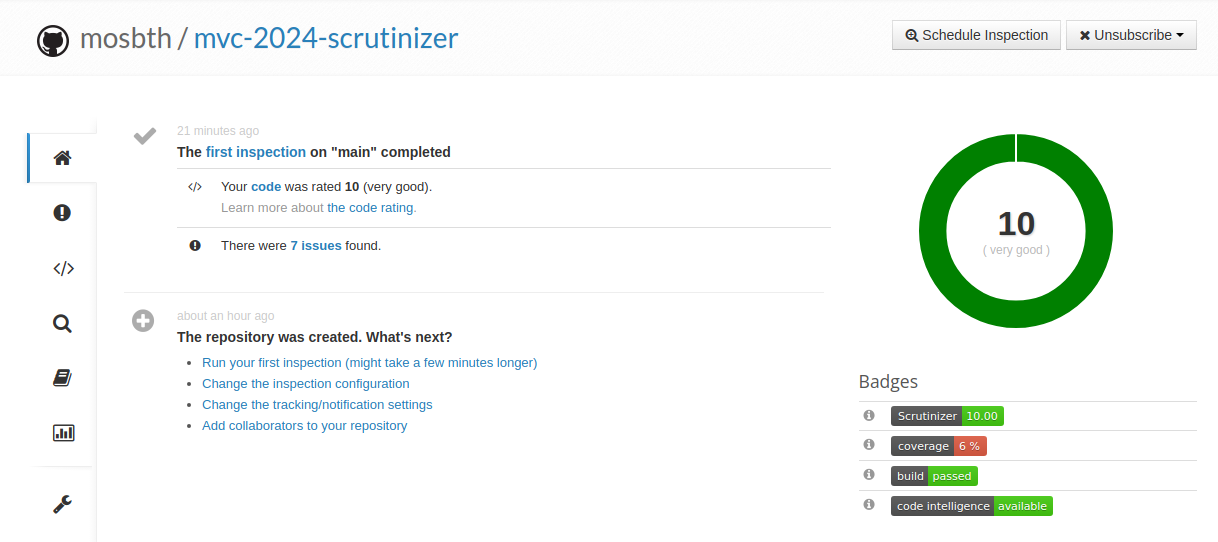 mosbth / mvc-2024-scrutinizer
Schedule Inspection
Unsubscribe
21 minutes ago
The first inspection on "main" completed
Your code was rated 10 (very good).
Learn more about the code rating.
There were 7 issues found.
about an hour ago
The repository was created. What's next?
Run your first inspection (might take a few minutes longer)
Change the inspection configuration
Change the tracking/notification settings
Add collaborators to your repository
10
( very good )
Badges
Scrutinizer 10.00
coverage 6 %
build passed
code intelligence available